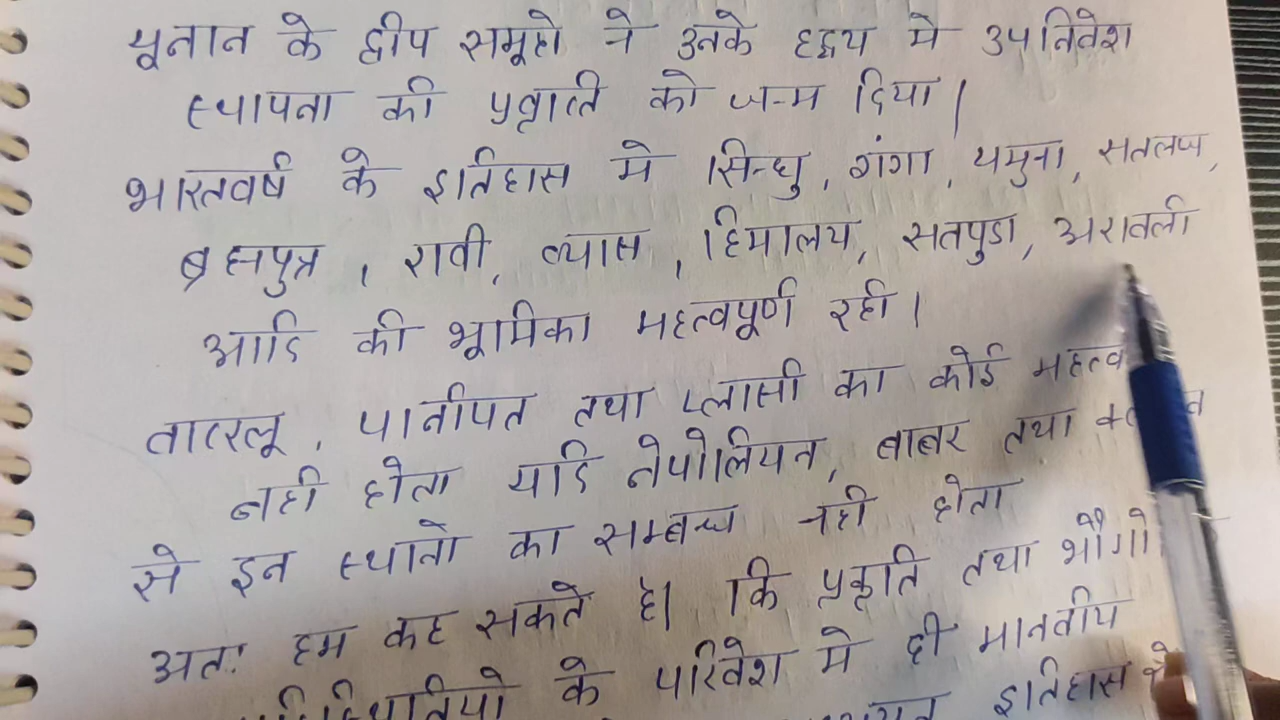 यूनान के द्वीप समूहो ने उनके हृदय मे उपनिवेश
स्थापना की प्रवृत्ति को जन्म दिया।
भारतवर्ष के इतिहास मे सिन्धु, गंगा, यमुना, सतलज,
ब्रह्मपुत्र, रावी, व्यास, हिमालय, सतपुडा, अरावली
आदि की भूमिका महत्वपूर्ण रही।
वाटरलू, पानीपत तथा प्लासी का कोई महत्व
नही होता यदि नेपोलियन, बाबर तथा
से इन स्थानो का सम्बन्ध नही होता
अतः हम कह सकते है। कि प्रकृति तथा
के परिवेश मे ही मानवीय
इतिहास